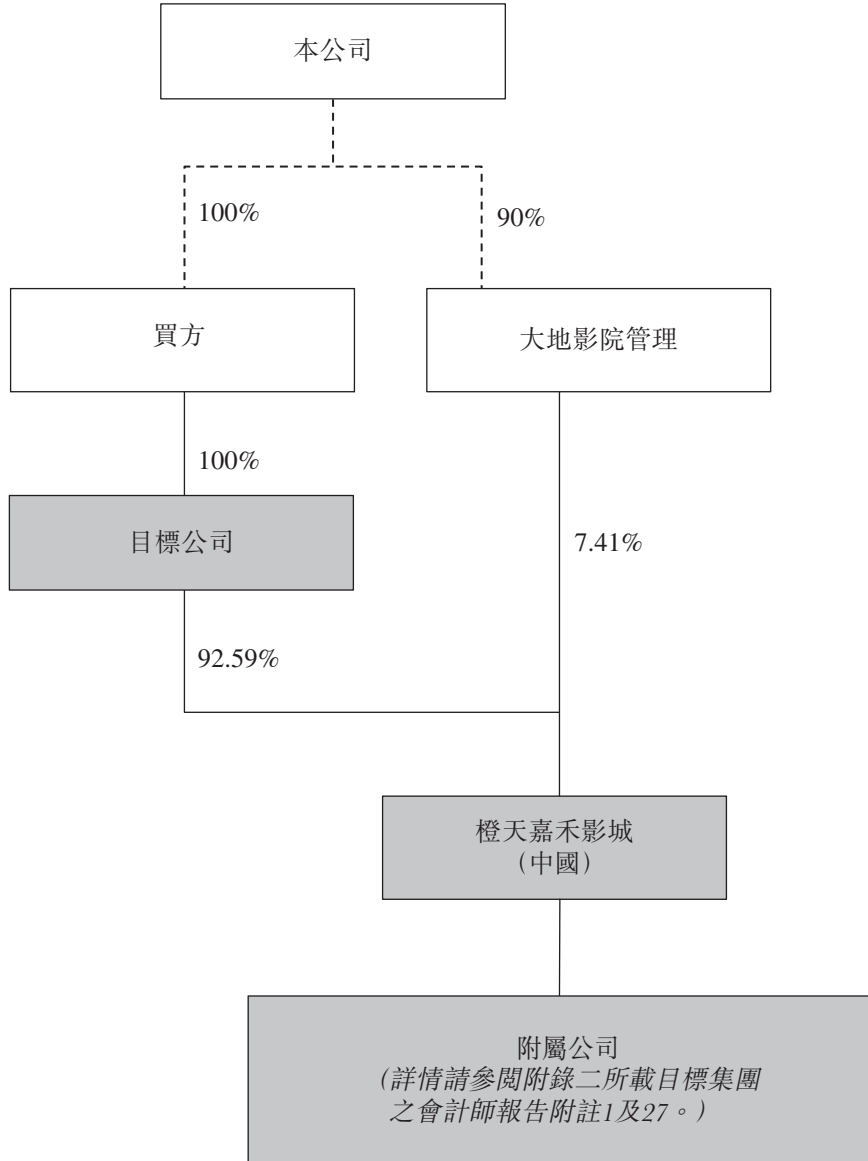 本公司
100%
90%
買方
大地影院管理
100%
目標公司
7.41%
92.59%
橙天嘉禾影城
（中國）
附屬公司
（詳情請參閱附錄二所載目標集團
之會計師報告附註1及27。）